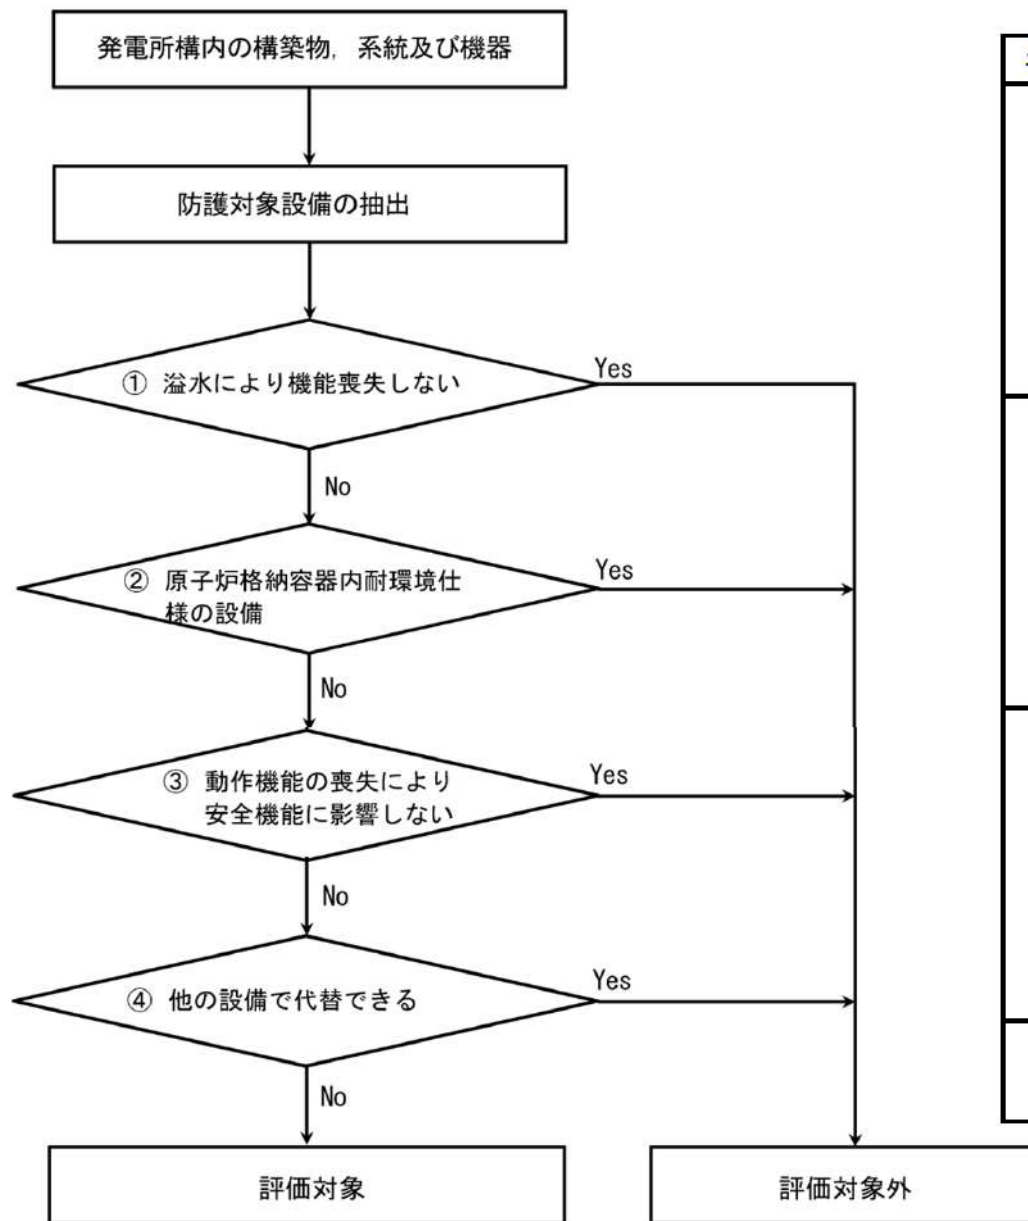 発電所構内の構築物，系統及び機器
防護対象設備の抽出
① 溢水により機能喪失しない
Yes
No
② 原子炉格納容器内耐環境仕
様の設備
Yes
No
③ 動作機能の喪失により
安全機能に影響しない
Yes
No
④ 他の設備で代替できる
Yes
No
評価対象
評価対象外